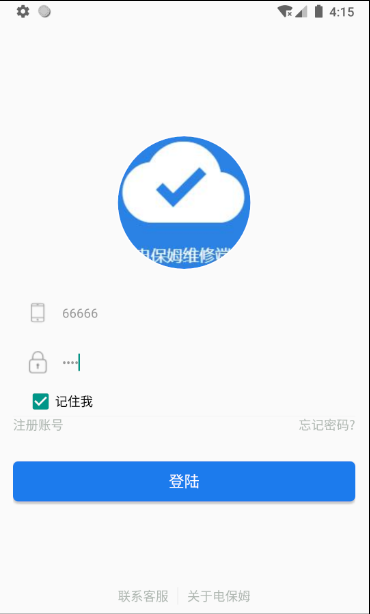 4:15
电保姆维修端
66666
••••
记住我
注册账号 忘记密码?
登陆
联系客服 关于电保姆